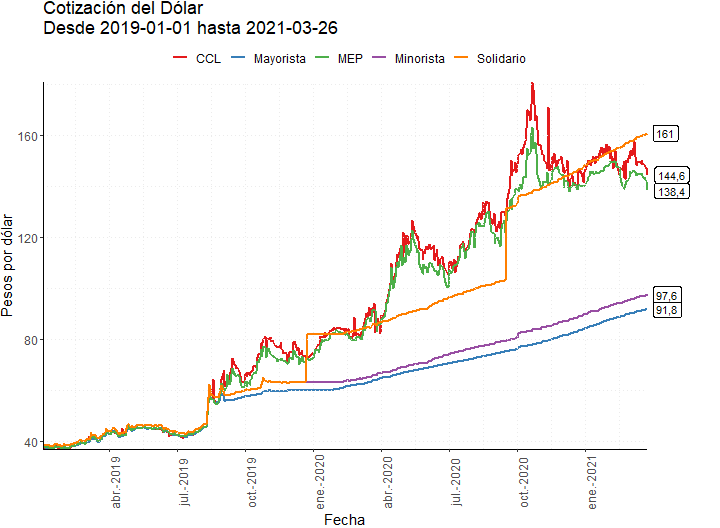 Cotización del Dólar
Desde 2019-01-01 hasta 2021-03-26
CCL Mayorista MEP Minorista Solidario
Pesos por dólar
160
120
80
40
161
144,6
138,4
97,6
91,8
abr.-2019
jul.-2019
oct.-2019
ene.-2020
abr.-2020
jul.-2020
oct.-2020
ene.-2021
Fecha